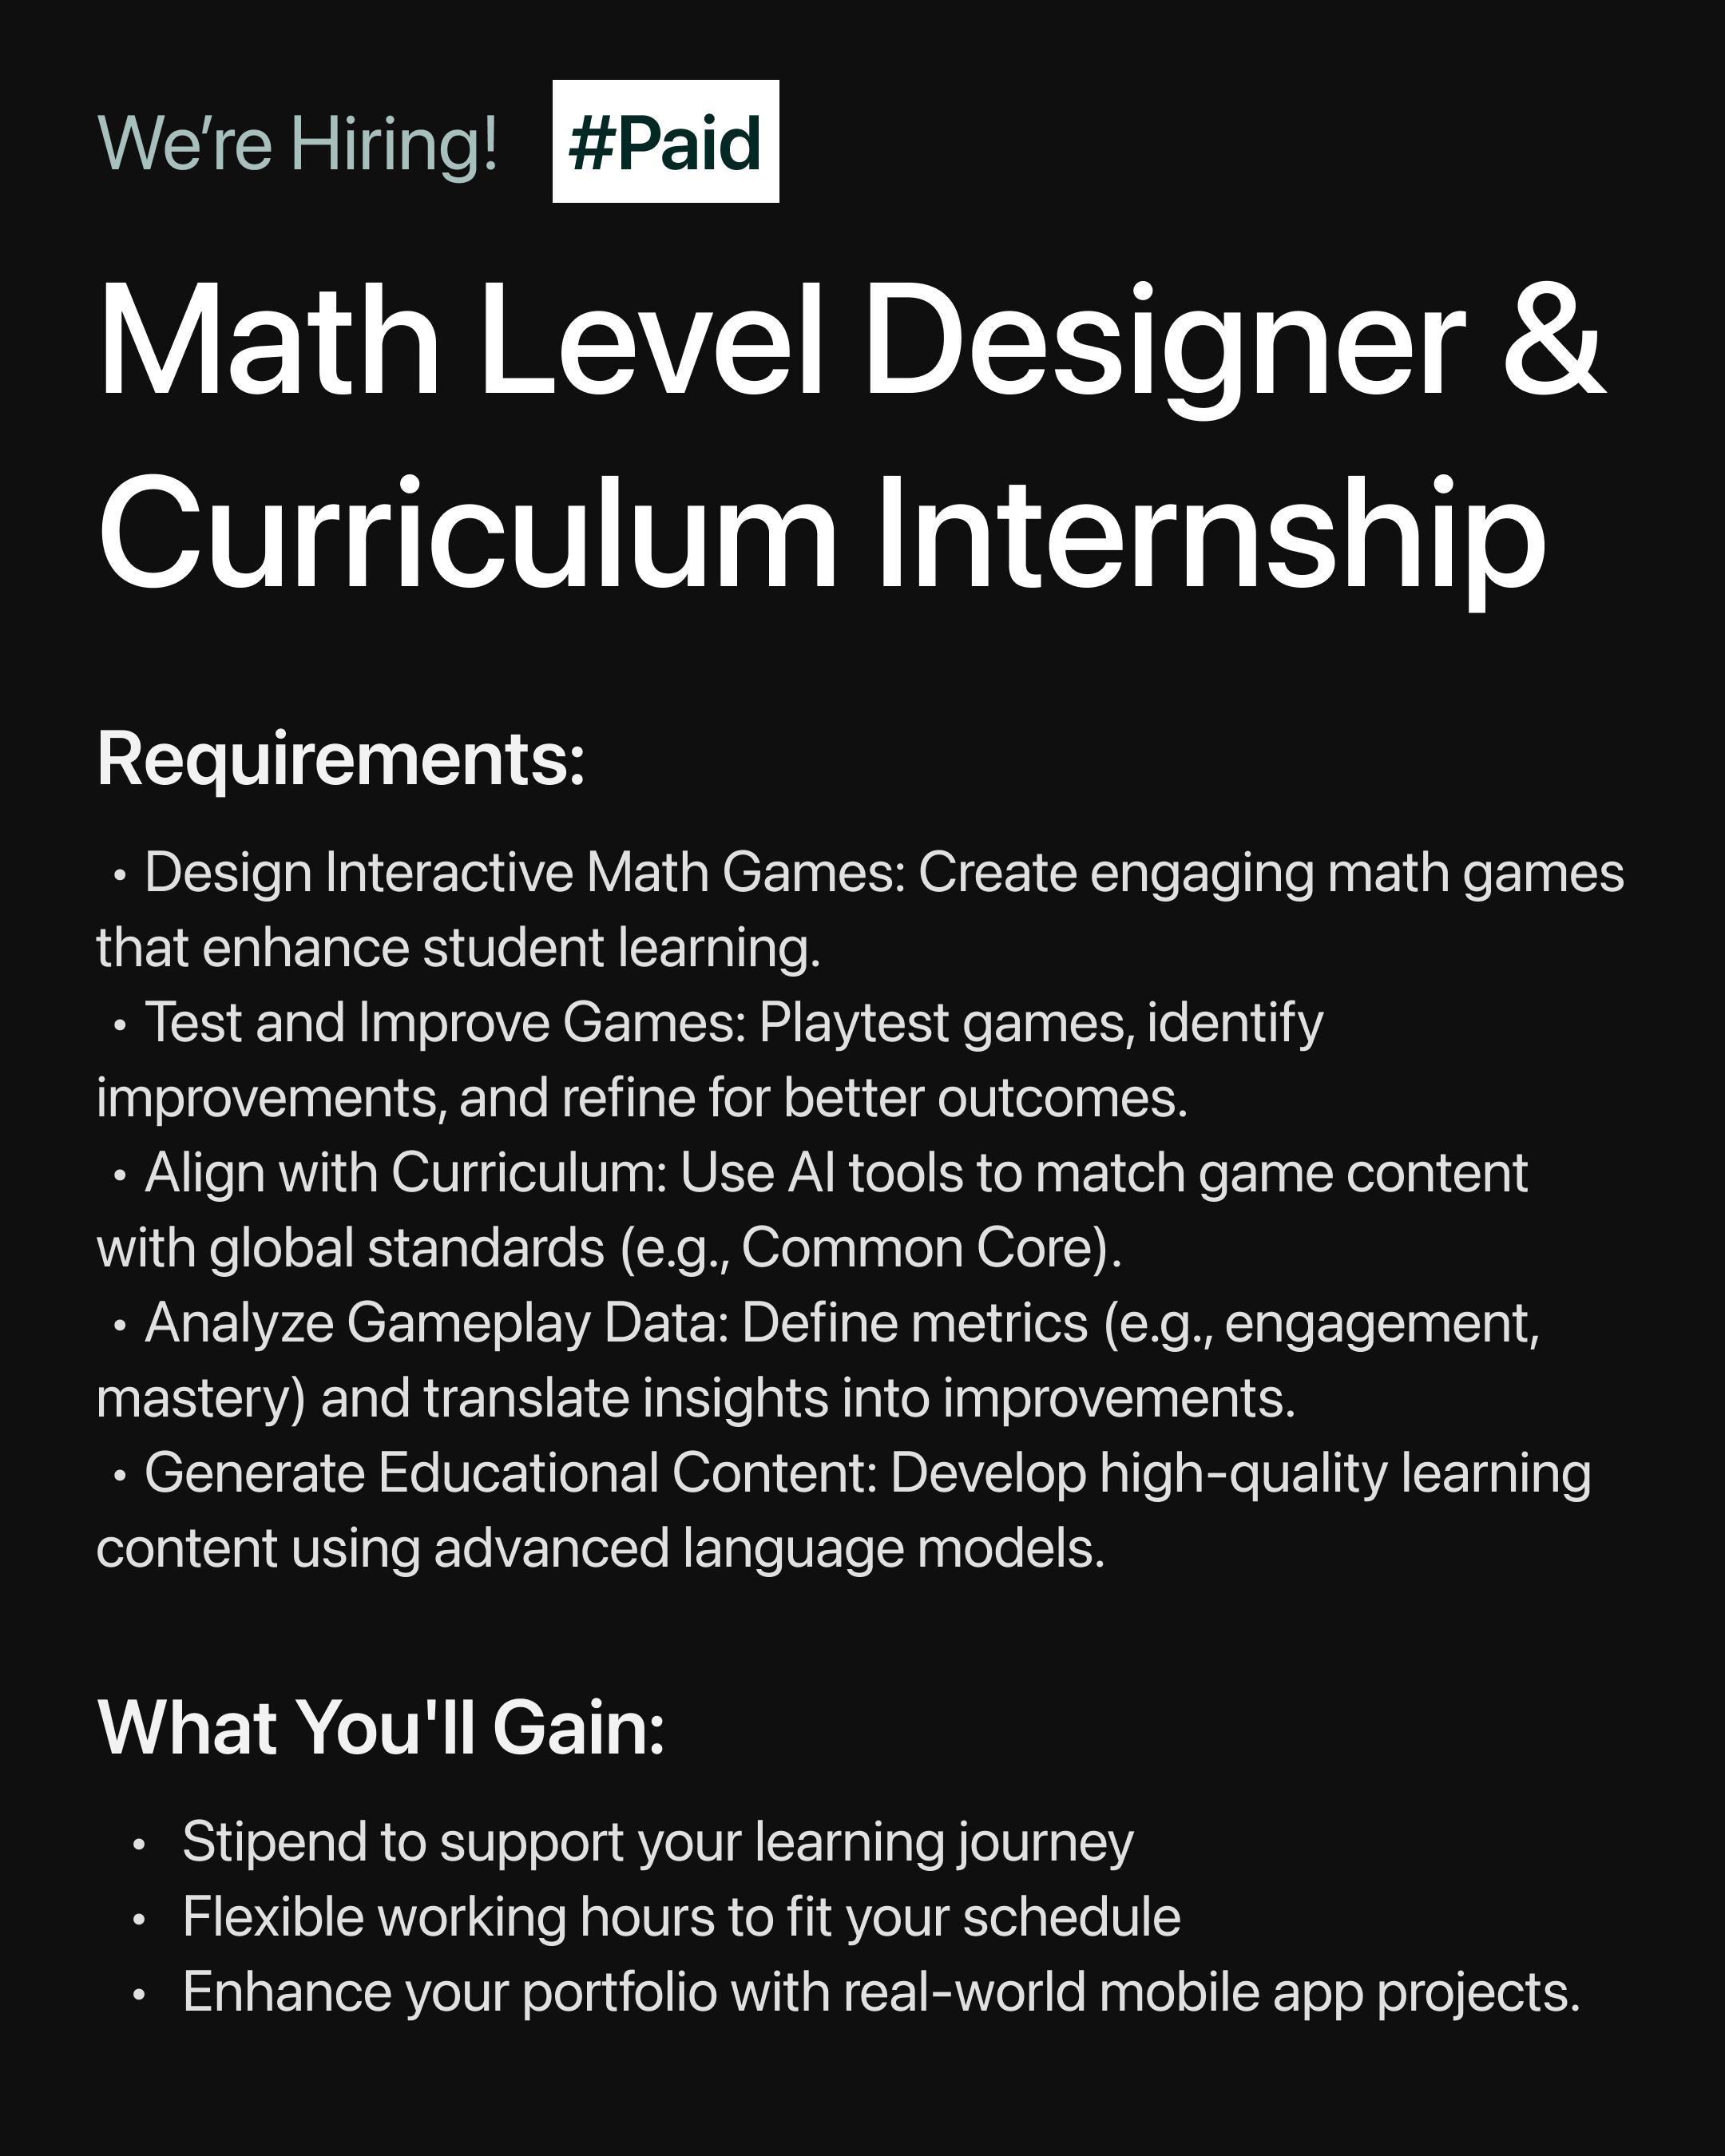 We’re Hiring!
#Paid
Math Level Designer &
Curriculum Internship
Requirements:
• Design Interactive Math Games: Create engaging math games
that enhance student learning.
• Test and Improve Games: Playtest games, identify
improvements, and refine for better outcomes.
• Align with Curriculum: Use AI tools to match game content
with global standards (e.g., Common Core).
• Analyze Gameplay Data: Define metrics (e.g., engagement,
mastery) and translate insights into improvements.
• Generate Educational Content: Develop high-quality learning
content using advanced language models.
What You'll Gain:
• Stipend to support your learning journey
• Flexible working hours to fit your schedule
• Enhance your portfolio with real-world mobile app projects.